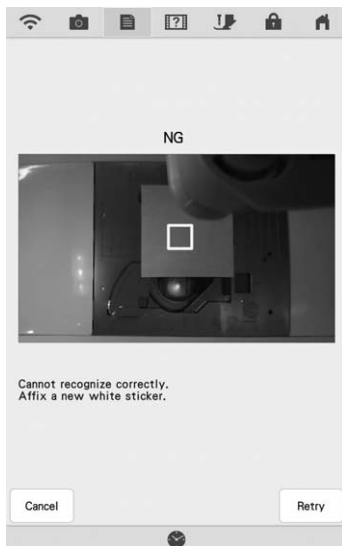 NG
Cannot recognize correctly.
Affix a new white sticker.
Cancel
Retry